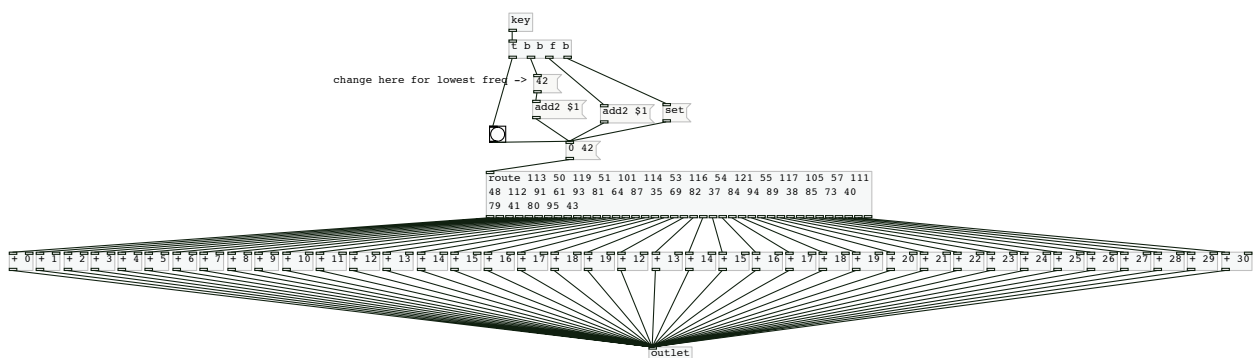 key
t b b f b
change here for lowest freq ->
42
add2 $1
add2 $1
set
0 42
route 113 50 119 51 101 114 53 116 54 121 55 117 105 57 111
48 112 91 61 93 81 64 87 35 69 82 37 84 94 89 38 85 73 40
79 41 80 95 43
+ 0 + 1 + 2 + 3 + 4 + 5 + 6 + 7 + 8 + 9 + 10 + 11 + 12 + 13 + 14 + 15 + 16 + 17 + 18 + 19 + 12 + 13 + 14 + 15 + 16 + 17 + 18 + 19 + 20 + 21 + 22 + 23 + 24 + 25 + 26 + 27 + 28 + 29 + 30
outlet